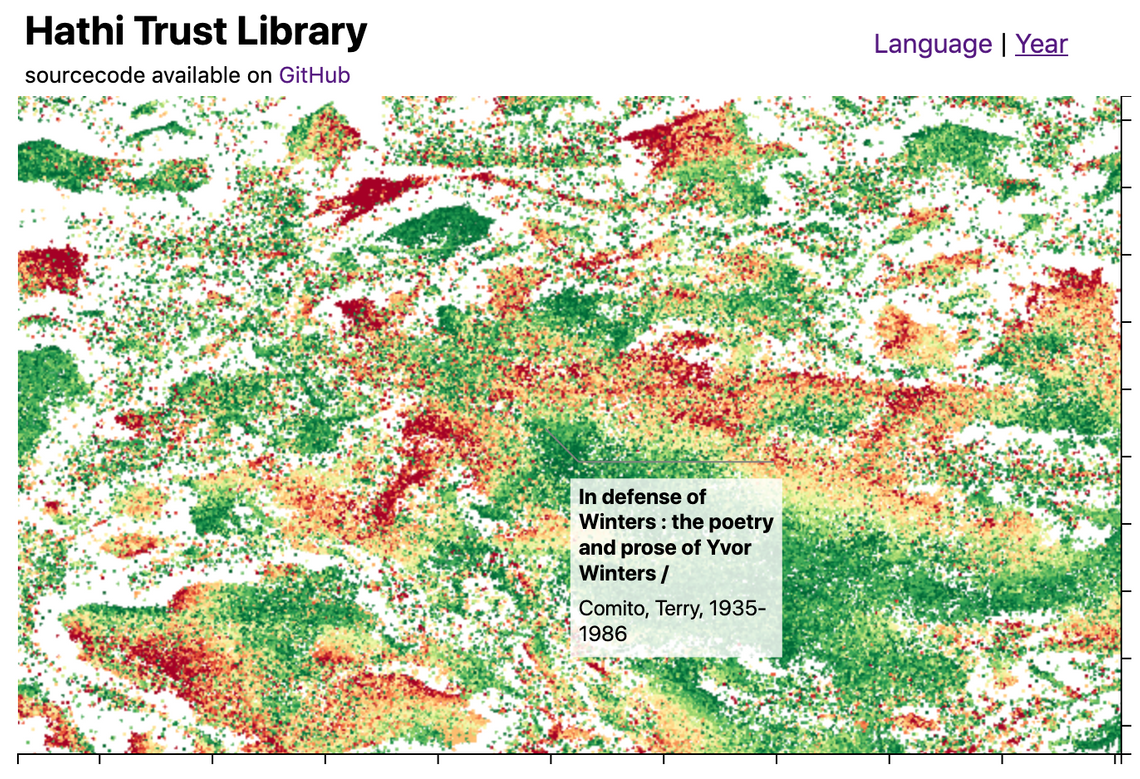 Hathi Trust Library
Language | Year
sourcecode available on GitHub
In defense of
Winters : the poetry
and prose of Yvor
Winters /
Comito, Terry, 1935-
1986